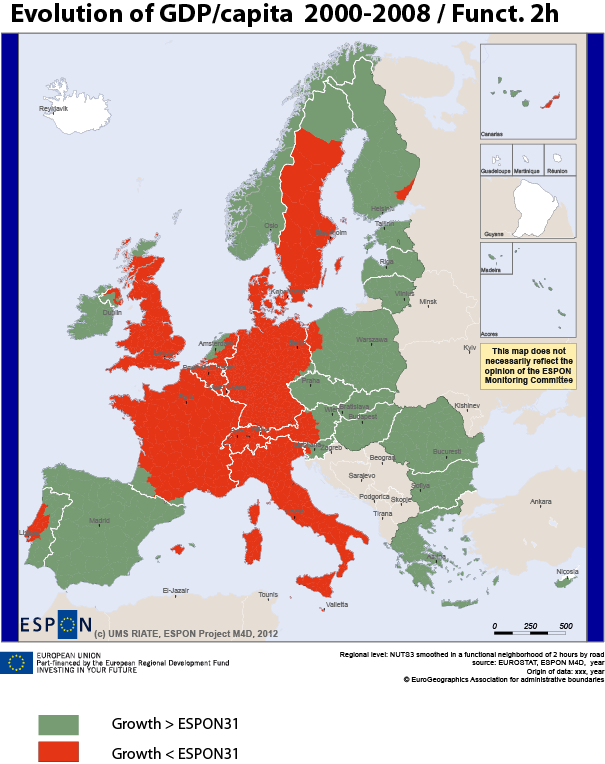 Evolution of GDP/capita 2000-2008 / Funct. 2h
Reykjavik
Canarias
Guadeloupe Martinique Réunion
Guyane
Madeira
Acores
This map does not
necessarily reflect the
opinion of the ESPON
Monitoring Committee
Oslo
Helsinki
Tallinn
Stockholm
Riga
Vilnius
Minsk
Dublin
Amsterdam
Warszawa
Kyiv
Praha
Paris
Bratislava
Budapest
Kishinev
Zagreb
Beograd
Bucuresti
Sarajevo
Sofiya
Podgorica
Skopje
Tirana
Ankara
Madrid
Nicosia
El-Jazair
Tounis
Valletta
0 250 500
ESPON
(c) UMS RIATE, ESPON Project M4D, 2012
EUROPEAN UNION
Part-financed by the European Regional Development Fund
INVESTING IN YOUR FUTURE
Regional level: NUTS3 smoothed in a functional neighborhood of 2 hours by road
source: EUROSTAT, ESPON M4D, year
Origin of data: xxx, year
© EuroGeographics Association for administrative boundaries
Growth > ESPON31
Growth < ESPON31